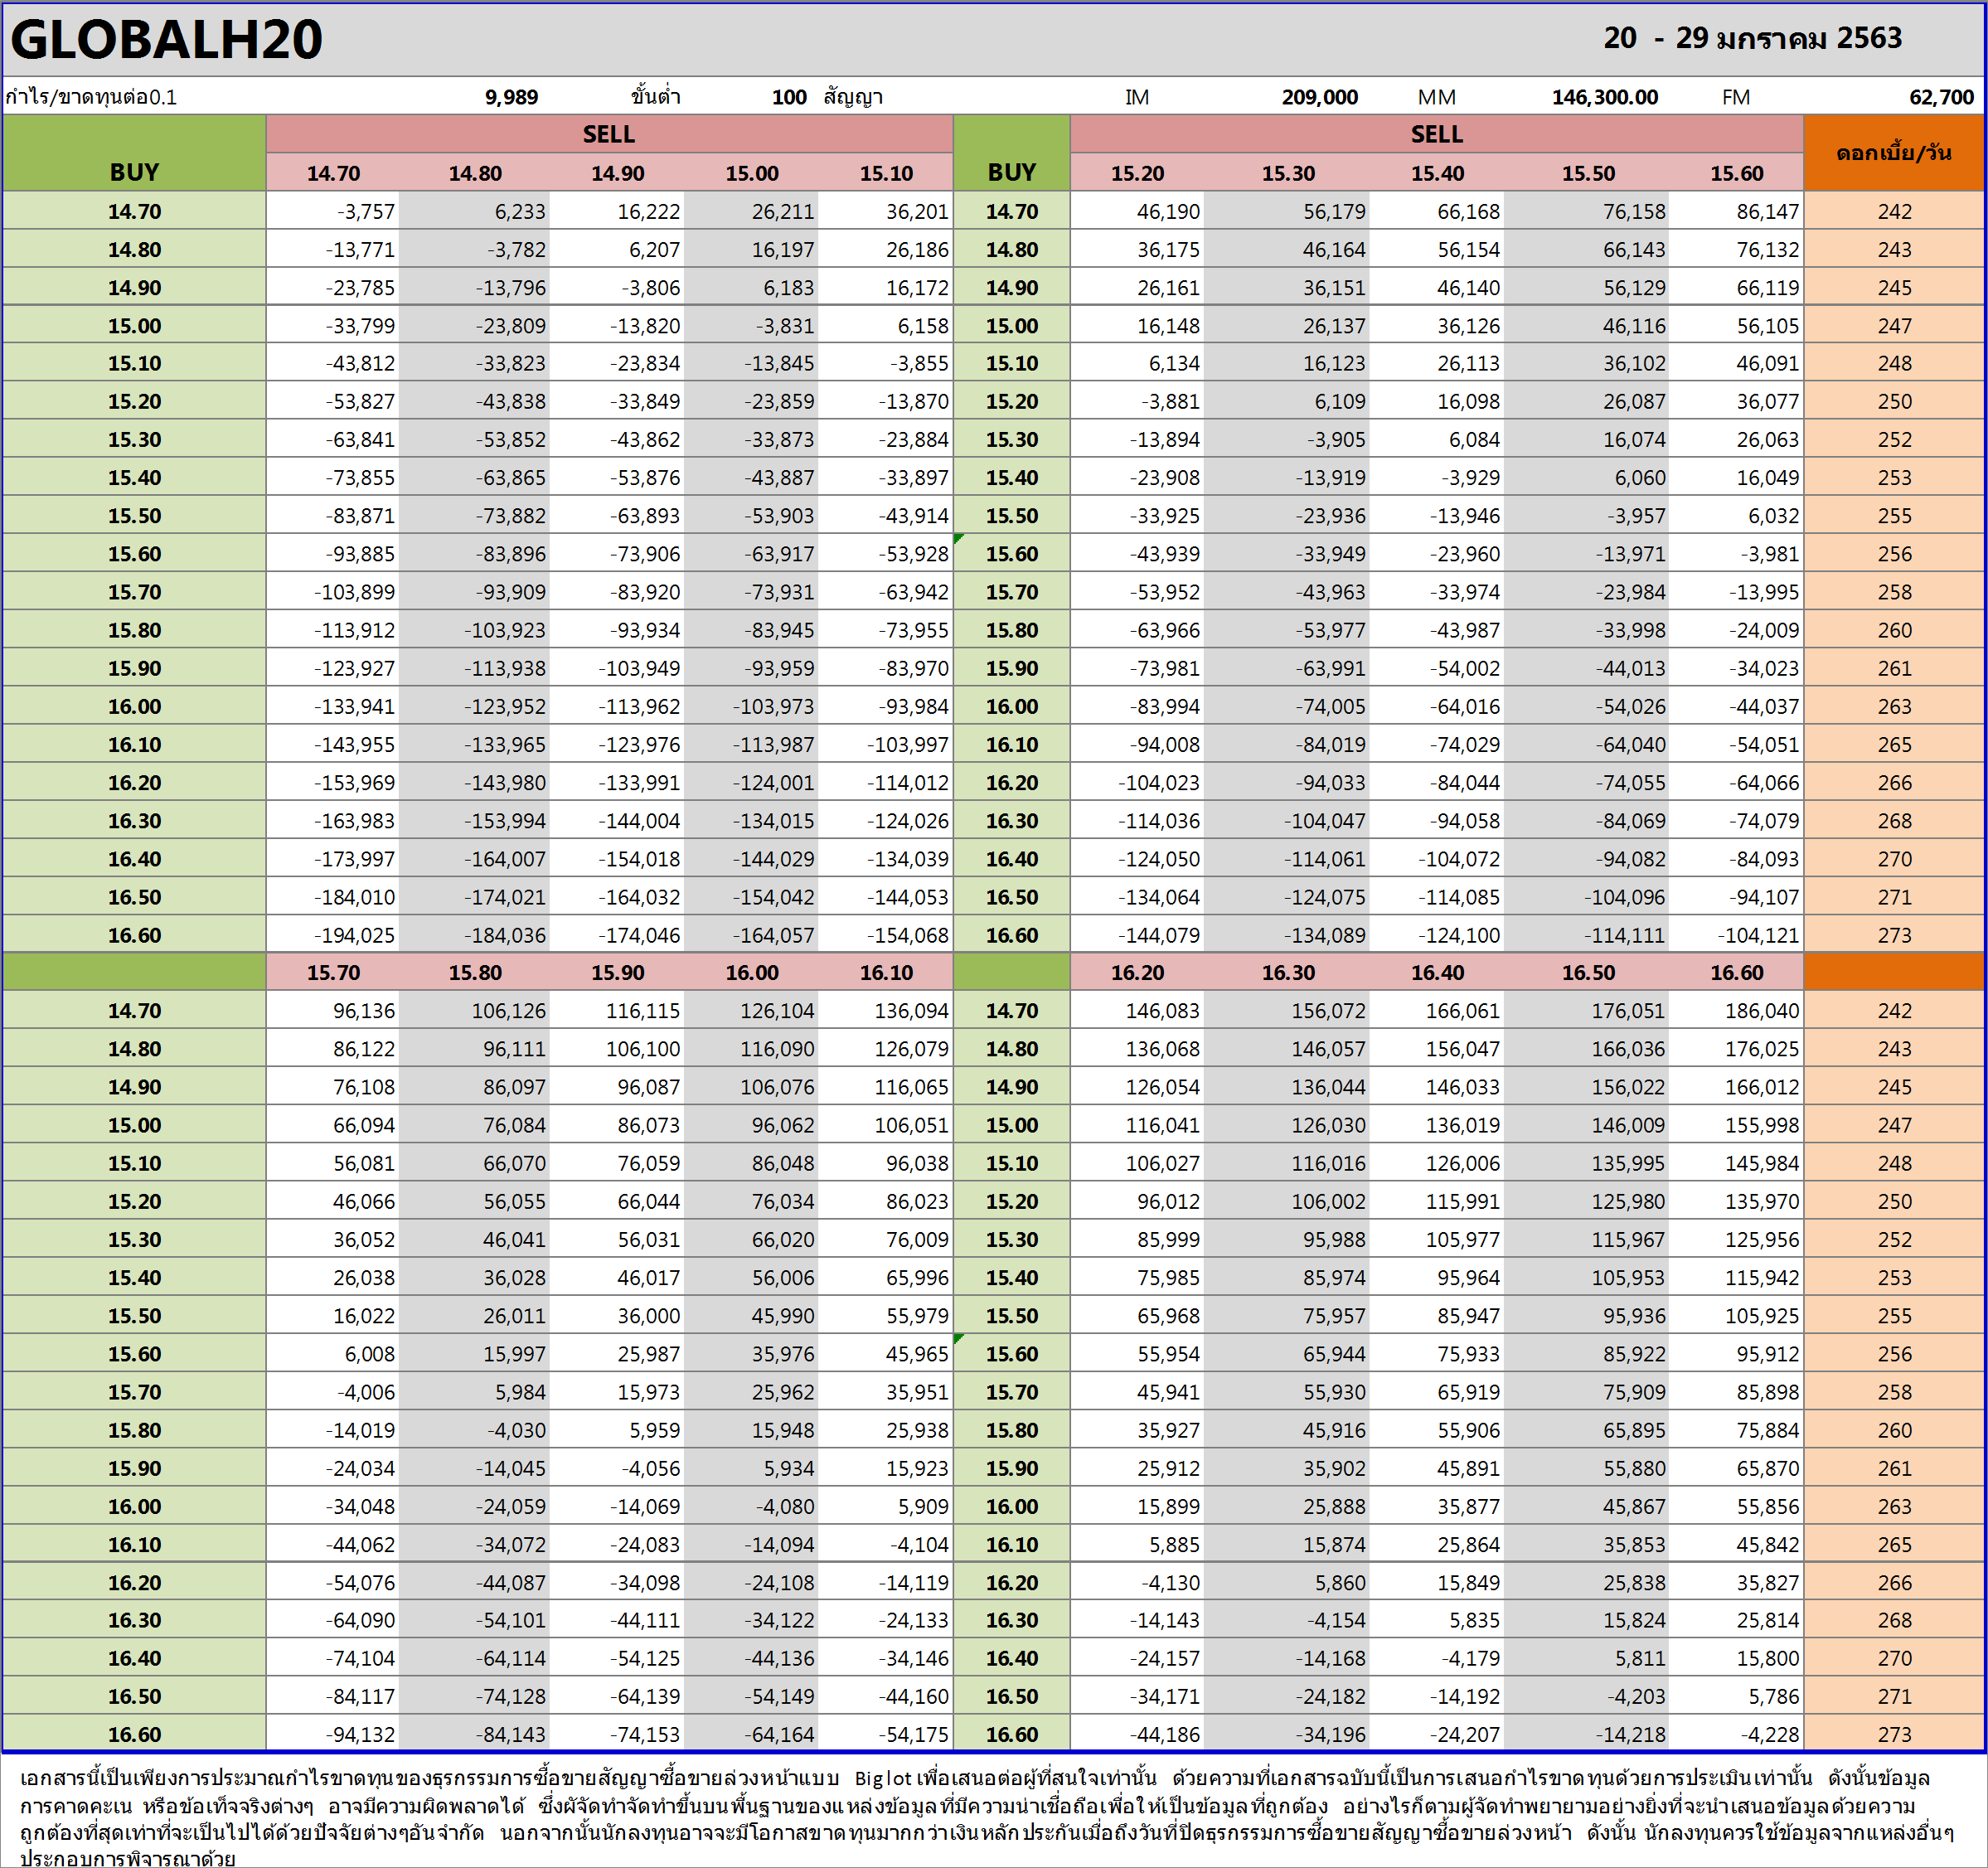 GLOBALH20 20 - 29 มกราคม 2563
กำไร/ขาดทุนต่อ0.1 9,989 ขั้นต่ำ 100 สัญญา IM 209,000 MM 146,300.00 FM 62,700
SELL SELL
BUY BUY ดอกเบี้ย/วัน
14.70 14.80 14.90 15.00 15.10 15.20 15.30 15.40 15.50 15.60
14.70 -3,757 6,233 16,222 26,211 36,201 14.70 46,190 56,179 66,168 76,158 86,147 242
14.80 -13,771 -3,782 6,207 16,197 26,186 14.80 36,175 46,164 56,154 66,143 76,132 243
14.90 -23,785 -13,796 -3,806 6,183 16,172 14.90 26,161 36,151 46,140 56,129 66,119 245
15.00 -33,799 -23,809 -13,820 -3,831 6,158 15.00 16,148 26,137 36,126 46,116 56,105 247
15.10 -43,812 -33,823 -23,834 -13,845 -3,855 15.10 6,134 16,123 26,113 36,102 46,091 248
15.20 -53,827 -43,838 -33,849 -23,859 -13,870 15.20 -3,881 6,109 16,098 26,087 36,077 250
15.30 -63,841 -53,852 -43,862 -33,873 -23,884 15.30 -13,894 -3,905 6,084 16,074 26,063 252
15.40 -73,855 -63,865 -53,876 -43,887 -33,897 15.40 -23,908 -13,919 -3,929 6,060 16,049 253
15.50 -83,871 -73,882 -63,893 -53,903 -43,914 15.50 -33,925 -23,936 -13,946 -3,957 6,032 255
15.60 -93,885 -83,896 -73,906 -63,917 -53,928 15.60 -43,939 -33,949 -23,960 -13,971 -3,981 256
15.70 -103,899 -93,909 -83,920 -73,931 -63,942 15.70 -53,952 -43,963 -33,974 -23,984 -13,995 258
15.80 -113,912 -103,923 -93,934 -83,945 -73,955 15.80 -63,966 -53,977 -43,987 -33,998 -24,009 260
15.90 -123,927 -113,938 -103,949 -93,959 -83,970 15.90 -73,981 -63,991 -54,002 -44,013 -34,023 261
16.00 -133,941 -123,952 -113,962 -103,973 -93,984 16.00 -83,994 -74,005 -64,016 -54,026 -44,037 263
16.10 -143,955 -133,965 -123,976 -113,987 -103,997 16.10 -94,008 -84,019 -74,029 -64,040 -54,051 265
16.20 -153,969 -143,980 -133,991 -124,001 -114,012 16.20 -104,023 -94,033 -84,044 -74,055 -64,066 266
16.30 -163,983 -153,994 -144,004 -134,015 -124,026 16.30 -114,036 -104,047 -94,058 -84,069 -74,079 268
16.40 -173,997 -164,007 -154,018 -144,029 -134,039 16.40 -124,050 -114,061 -104,072 -94,082 -84,093 270
16.50 -184,010 -174,021 -164,032 -154,042 -144,053 16.50 -134,064 -124,075 -114,085 -104,096 -94,107 271
16.60 -194,025 -184,036 -174,046 -164,057 -154,068 16.60 -144,079 -134,089 -124,100 -114,111 -104,121 273
15.70 15.80 15.90 16.00 16.10 16.20 16.30 16.40 16.50 16.60
14.70 96,136 106,126 116,115 126,104 136,094 14.70 146,083 156,072 166,061 176,051 186,040 242
14.80 86,122 96,111 106,100 116,090 126,079 14.80 136,068 146,057 156,047 166,036 176,025 243
14.90 76,108 86,097 96,087 106,076 116,065 14.90 126,054 136,044 146,033 156,022 166,012 245
15.00 66,094 76,084 86,073 96,062 106,051 15.00 116,041 126,030 136,019 146,009 155,998 247
15.10 56,081 66,070 76,059 86,048 96,038 15.10 106,027 116,016 126,006 135,995 145,984 248
15.20 46,066 56,055 66,044 76,034 86,023 15.20 96,012 106,002 115,991 125,980 135,970 250
15.30 36,052 46,041 56,031 66,020 76,009 15.30 85,999 95,988 105,977 115,967 125,956 252
15.40 26,038 36,028 46,017 56,006 65,996 15.40 75,985 85,974 95,964 105,953 115,942 253
15.50 16,022 26,011 36,000 45,990 55,979 15.50 65,968 75,957 85,947 95,936 105,925 255
15.60 6,008 15,997 25,987 35,976 45,965 15.60 55,954 65,944 75,933 85,922 95,912 256
15.70 -4,006 5,984 15,973 25,962 35,951 15.70 45,941 55,930 65,919 75,909 85,898 258
15.80 -14,019 -4,030 5,959 15,948 25,938 15.80 35,927 45,916 55,906 65,895 75,884 260
15.90 -24,034 -14,045 -4,056 5,934 15,923 15.90 25,912 35,902 45,891 55,880 65,870 261
16.00 -34,048 -24,059 -14,069 -4,080 5,909 16.00 15,899 25,888 35,877 45,867 55,856 263
16.10 -44,062 -34,072 -24,083 -14,094 -4,104 16.10 5,885 15,874 25,864 35,853 45,842 265
16.20 -54,076 -44,087 -34,098 -24,108 -14,119 16.20 -4,130 5,860 15,849 25,838 35,827 266
16.30 -64,090 -54,101 -44,111 -34,122 -24,133 16.30 -14,143 -4,154 5,835 15,824 25,814 268
16.40 -74,104 -64,114 -54,125 -44,136 -34,146 16.40 -24,157 -14,168 -4,179 5,811 15,800 270
16.50 -84,117 -74,128 -64,139 -54,149 -44,160 16.50 -34,171 -24,182 -14,192 -4,203 5,786 271
16.60 -94,132 -84,143 -74,153 -64,164 -54,175 16.60 -44,186 -34,196 -24,207 -14,218 -4,228 273
เอกสารนี้เป็นเพียงการประมาณกำไรขาดทุนของธุรกรรมการซื้อขายสัญญาซื้อขายล่วงหน้าแบบ Biglot เพื่อเสนอต่อผู้ที่สนใจเท่านั้น ด้วยความที่เอกสารฉบับนี้เป็นการเสนอกำไรขาดทุนด้วยการประเมินเท่านั้น ดังนั้นข้อมูล
การคาดคะเน หรือข้อเท็จจริงต่างๆ อาจมีความผิดพลาดได้ ซึ่งผัจัดทำจัดทำขึ้นบนพื้นฐานของแหล่งข้อมูลที่มีความน่าเชื่อถือเพื่อให้เป็นข้อมูลที่ถูกต้อง อย่างไรก็ตามผู้จัดทำพยายามอย่างยิ่งที่จะนำเสนอข้อมูลด้วยความ
ถูกต้องที่สุดเท่าที่จะเป็นไปได้ด้วยปัจจัยต่างๆอันจำกัด นอกจากนั้นนักลงทุนอาจจะมีโอกาสขาดทุนมากกว่าเงินหลักประกันเมื่อถึงวันที่ปิดธุรกรรมการซื้อขายสัญญาซื้อขายล่วงหน้า ดังนั้น นักลงทุนควรใช้ข้อมูลจากแหล่งอื่นๆ
ประกอบการพิจารณาด้วย